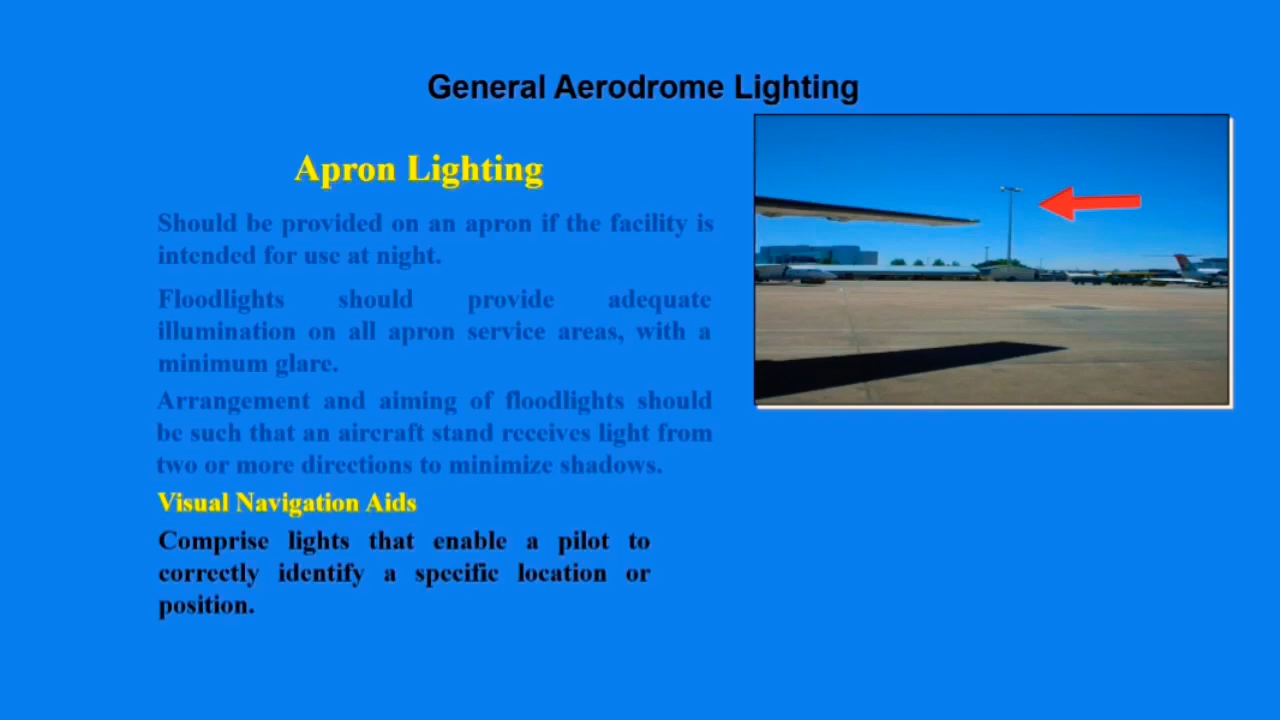 General Aerodrome Lighting
Apron Lighting
Should be provided on an apron if the facility is
intended for use at night.
Floodlights should provide adequate
illumination on all apron service areas, with a
minimum glare.
Arrangement and aiming of floodlights should
be such that an aircraft stand receives light from
two or more directions to minimize shadows.
Visual Navigation Aids
Comprise lights that enable a pilot to
correctly identify a specific location or
position.